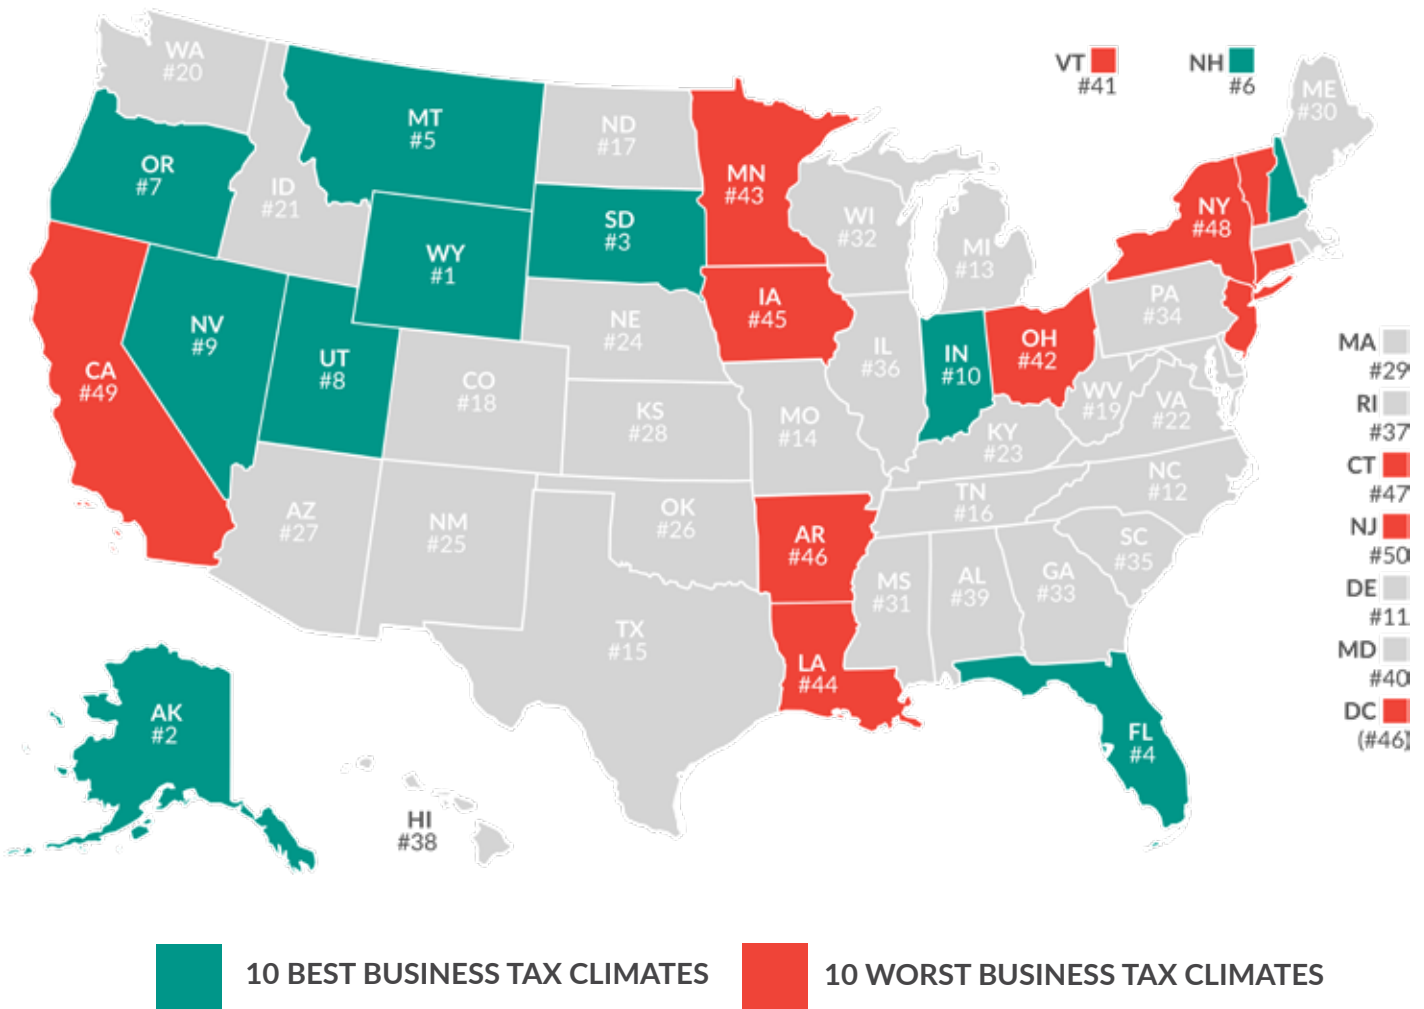 WA
#20
VT
#41
NH
#6
ME
#30
MT
#5
ND
#17
OR
#7
ID
#21
MN
#43
SD
#3
WI
#32
NY
#48
MI
#13
WY
#1
NV
#9
UT
#8
CA
#49
NE
#24
IA
#45
PA
#34
IL
#36
IN
#10
OH
#42
CO
#18
KS
#28
MO
#14
WV
#19
VA
#22
KY
#23
MA
#29
RI
#37
CT
#47
NJ
#50
DE
#11
MD
#40
DC
(#46)
AZ
#27
NM
#25
OK
#26
AR
#46
TN
#16
NC
#12
SC
#35
MS
#31
AL
#39
GA
#33
TX
#15
LA
#44
AK
#2
HI
#38
FL
#4
10 BEST BUSINESS TAX CLIMATES
10 WORST BUSINESS TAX CLIMATES